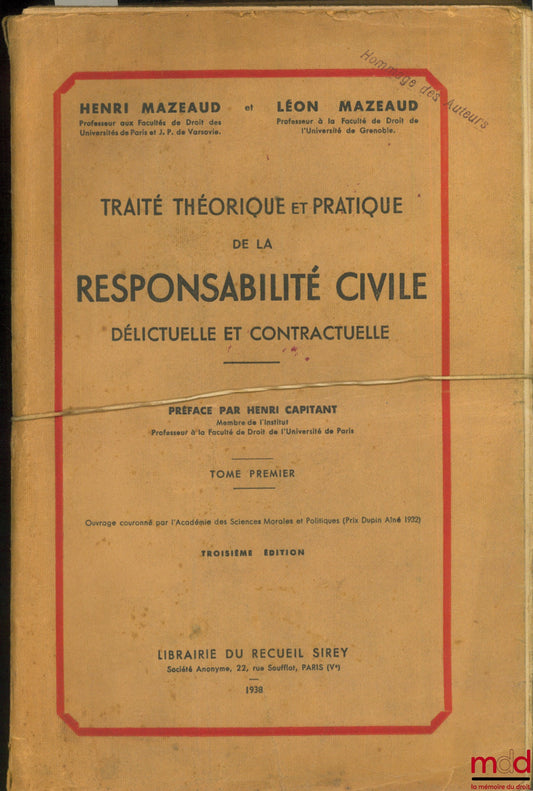 Hommage des Auteurs
HENRI MAZEAUD et LÉON MAZEAUD
Professeur aux Facultés de Droit des
Universités de Paris et J. P. de Varsovie.
Professeur à la Faculté de Droit de
l'Université de Grenoble.
TRAITÉ THÉORIQUE ET PRATIQUE
DE LA
RESPONSABILITÉ CIVILE
DÉLICTUELLE ET CONTRACTUELLE
PRÉFACE PAR HENRI CAPITANT
Membre de l'Institut
Professeur à la Faculté de Droit de l'Université de Paris
TOME PREMIER
Ouvrage couronné par l'Académie des Sciences Morales et Politiques (Prix Dupin Aîné 1932)
TROISIÈME ÉDITION
LIBRAIRIE DU RECUEIL SIREY
Société Anonyme, 22, rue Soufflot, PARIS (Vᵉ)
1938
mdd
la mémoire du droit